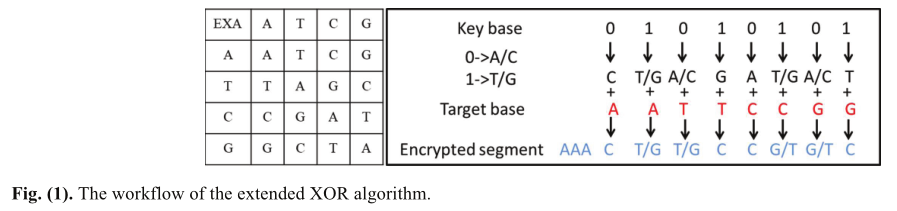 EXA A T C G
A A T C G
T T A G C
C C G A T
G G C T A
Key base 0 1 0 1 0 1 0 1
0->A/C
1->T/G C T/G A/C G A T/G A/C T
+ + + + + + + +
Target base A A T T C C G G
Encrypted segment AAA C T/G T/G C C G/T G/T C
Fig. (1). The workflow of the extended XOR algorithm.